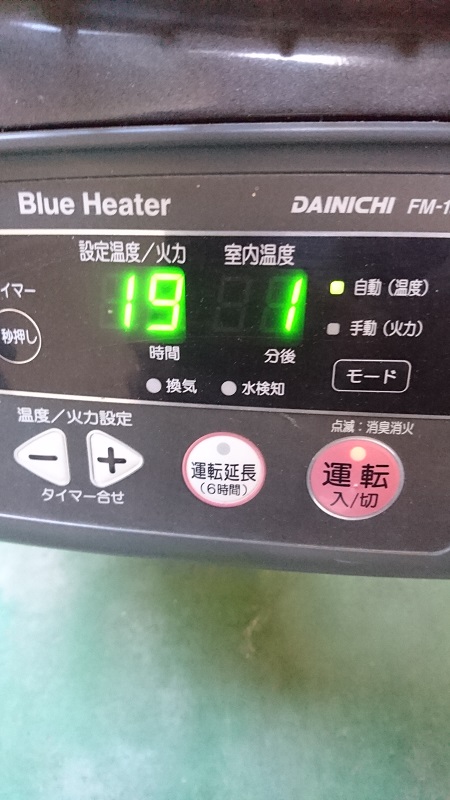 Blue Heater
DAINICHI FM-1
設定温度/火力
室内温度
イマー
19
1
自動(温度)
秒押し
手動(火力)
時間
分後
換気
水検知
モード
温度/火力設定
点滅:消臭消火
− +
運転延長
(6時間)
運転
入/切
タイマー合せ